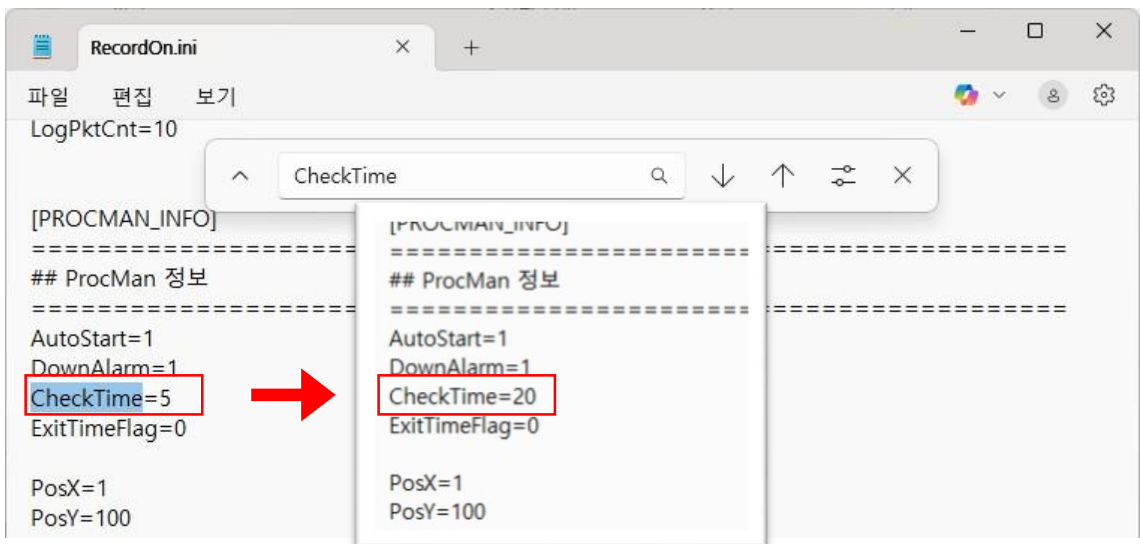 RecordOn.ini
파일 편집 보기
LogPktCnt=10
CheckTime
[PROCMAN_INFO]
==================================================
## ProcMan 정보
==================================================
AutoStart=1
DownAlarm=1
CheckTime=5
ExitTimeFlag=0
PosX=1
PosY=100
[PROCMAN_INFO]
======================
## ProcMan 정보
======================
AutoStart=1
DownAlarm=1
CheckTime=20
ExitTimeFlag=0
PosX=1
PosY=100